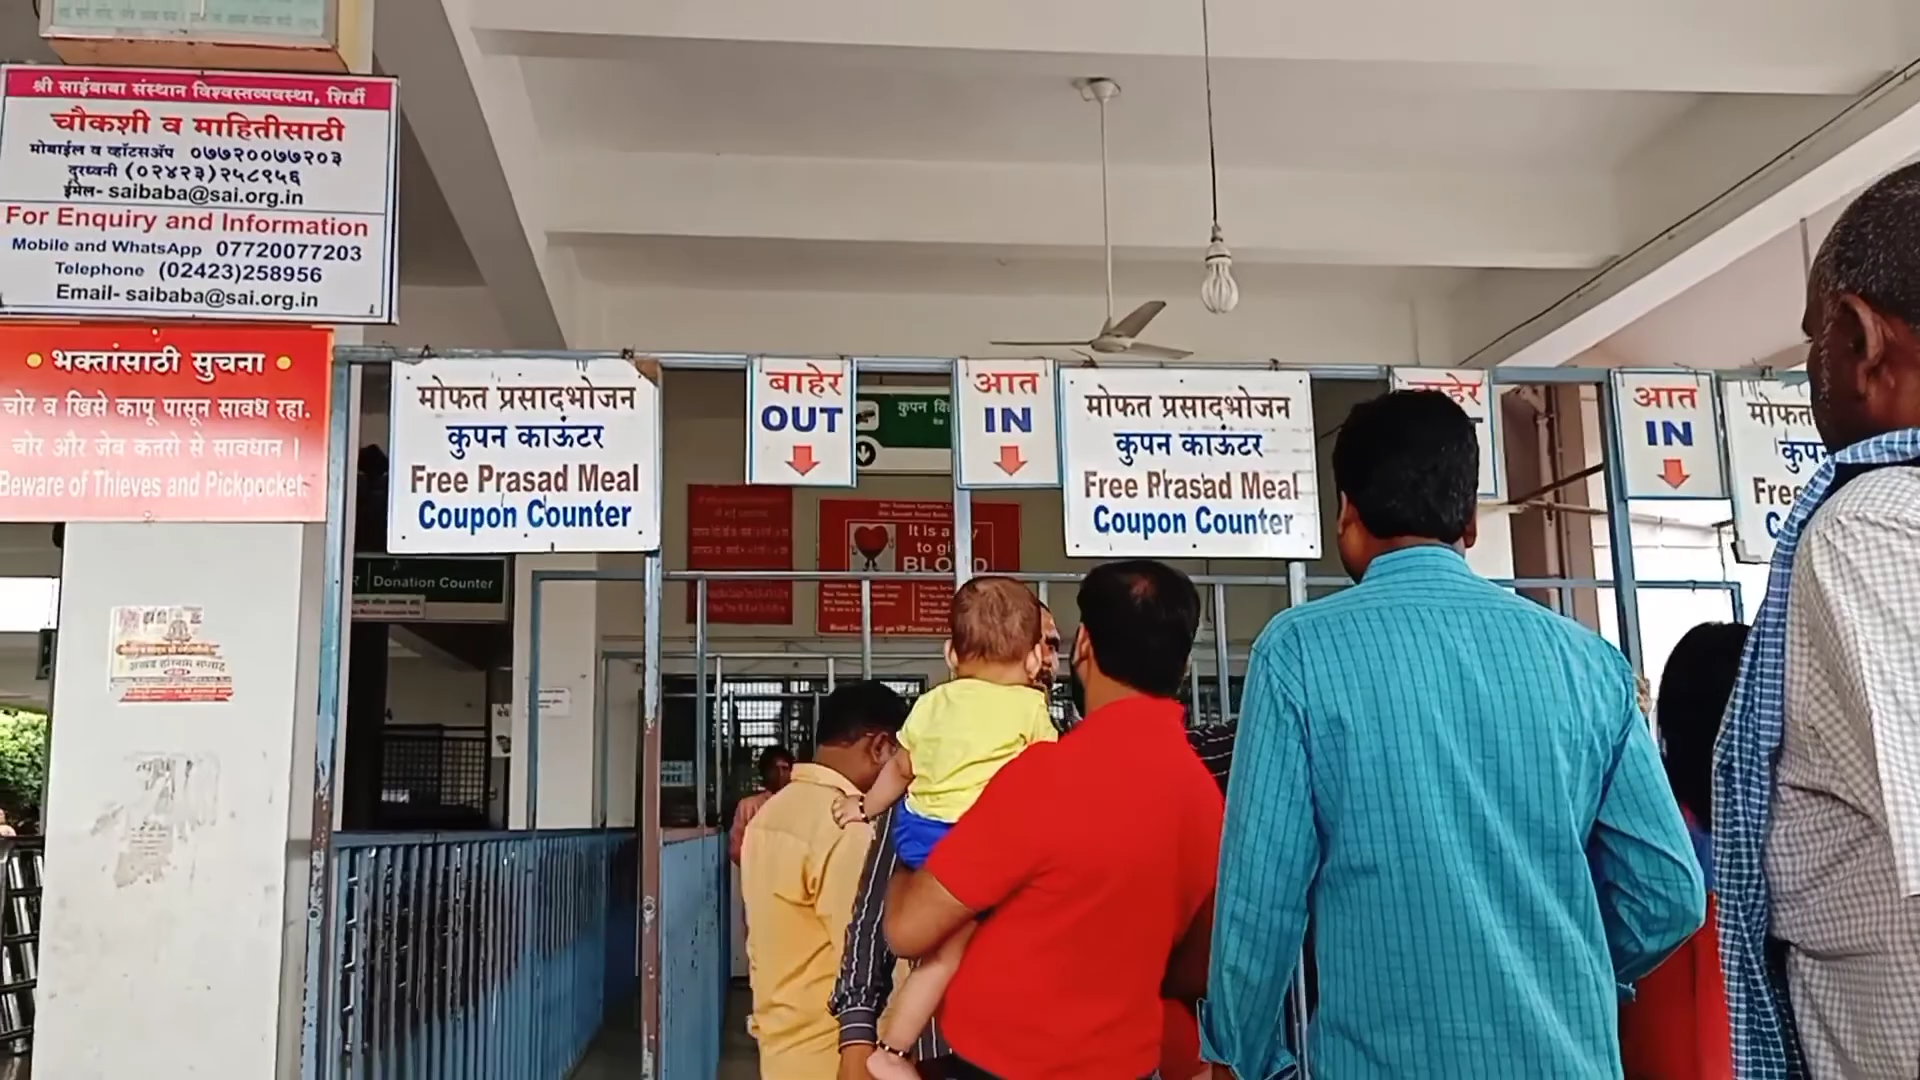 श्री साईबाबा संस्थान विश्वस्तव्यवस्था, शिर्डी
चौकशी व माहितीसाठी
मोबाईल व व्हॉटसॲप ०७७२००७७२०३
दुरध्वनी (०२४२३)२५८९५६
ईमेल- saibaba@sai.org.in
For Enquiry and Information
Mobile and WhatsApp 07720077203
Telephone (02423)258956
Email- saibaba@sai.org.in
भक्तांसाठी सुचना
चोर व खिसे कापू पासून सावध रहा.
चोर और जेब कतरो से सावधान |
Beware of Thieves and Pickpocket.
मोफत प्रसादभोजन
कुपन काऊंटर
Free Prasad Meal
Coupon Counter
बाहेर
OUT
कुपन
आत
IN
मोफत प्रसादभोजन
कुपन काऊंटर
Free Prasad Meal
Coupon Counter
आत
IN
मोफत
Donation Counter
It is a
to
BLOOD